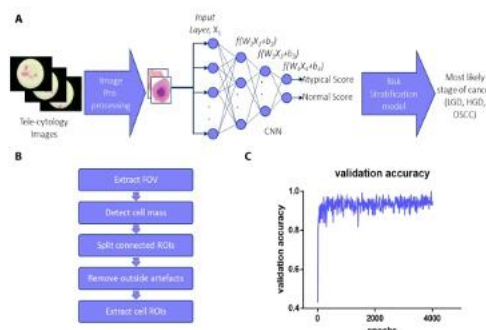 A
Tele-cytology
Images
Image
Pre
processing
Input
Layer, X₁
f(W₁X₁+b₁)
f(W₂X₂+b₂)
Atypical Score
Normal Score
CNN
Risk
Stratification
model
Most likely
stage of cancer
(LGD, HGD,
OSCC)
B
Extract FOV
Detect cell mass
Split connected ROIs
Remove outside artefacts
Extract cell ROIs
C
validation accuracy
validation accuracy
1.0
0.8
0.6
0.4
0
2000
4000
epochs